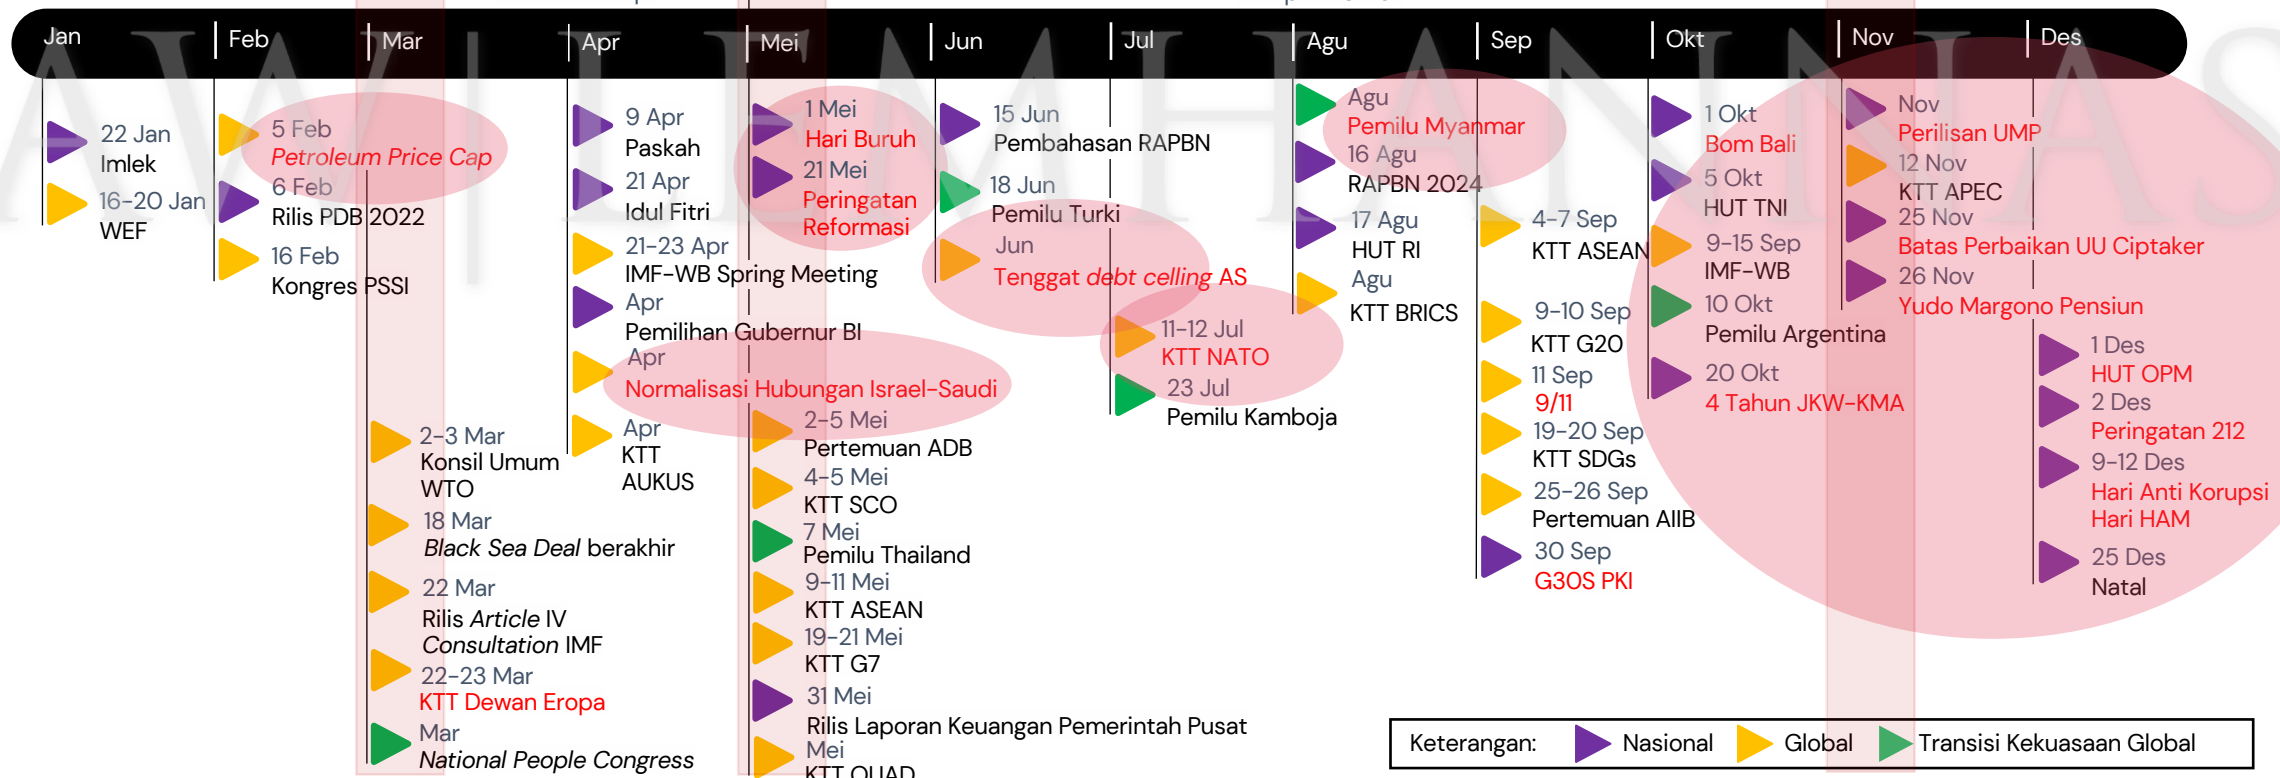 Jan
Feb
Mar
Apr
Mei
Jun
Jul
Agu
Sep
Okt
Nov
Des
AW | LEMHANNAS
22 Jan
Imlek
16-20 Jan
WEF
5 Feb
Petroleum Price Cap
6 Feb
Rilis PDB 2022
16 Feb
Kongres PSSI
2-3 Mar
Konsil Umum
WTO
18 Mar
Black Sea Deal berakhir
22 Mar
Rilis Article IV
Consultation IMF
22-23 Mar
KTT Dewan Eropa
Mar
National People Congress
9 Apr
Paskah
21 Apr
Idul Fitri
21-23 Apr
IMF-WB Spring Meeting
Apr
Pemilihan Gubernur BI
Apr
Normalisasi Hubungan Israel-Saudi
Apr
KTT
AUKUS
1 Mei
Hari Buruh
21 Mei
Peringatan
Reformasi
2-5 Mei
Pertemuan ADB
4-5 Mei
KTT SCO
7 Mei
Pemilu Thailand
9-11 Mei
KTT ASEAN
19-21 Mei
KTT G7
31 Mei
Rilis Laporan Keuangan Pemerintah Pusat
Mei
KTT QUAD
15 Jun
Pembahasan RAPBN
18 Jun
Pemilu Turki
Jun
Tenggat debt celling AS
11-12 Jul
KTT NATO
23 Jul
Pemilu Kamboja
Agu
Pemilu Myanmar
16 Agu
RAPBN 2024
17 Agu
HUT RI
Agu
KTT BRICS
4-7 Sep
KTT ASEAN
9-10 Sep
KTT G20
11 Sep
9/11
19-20 Sep
KTT SDGs
25-26 Sep
Pertemuan AIIB
30 Sep
G30S PKI
1 Okt
Bom Bali
5 Okt
HUT TNI
9-15 Sep
IMF-WB
10 Okt
Pemilu Argentina
20 Okt
4 Tahun JKW-KMA
Nov
Perilisan UMP
12 Nov
KTT APEC
25 Nov
Batas Perbaikan UU Ciptaker
26 Nov
Yudo Margono Pensiun
1 Des
HUT OPM
2 Des
Peringatan 212
9-12 Des
Hari Anti Korupsi
Hari HAM
25 Des
Natal
Keterangan:
Nasional
Global
Transisi Kekuasaan Global